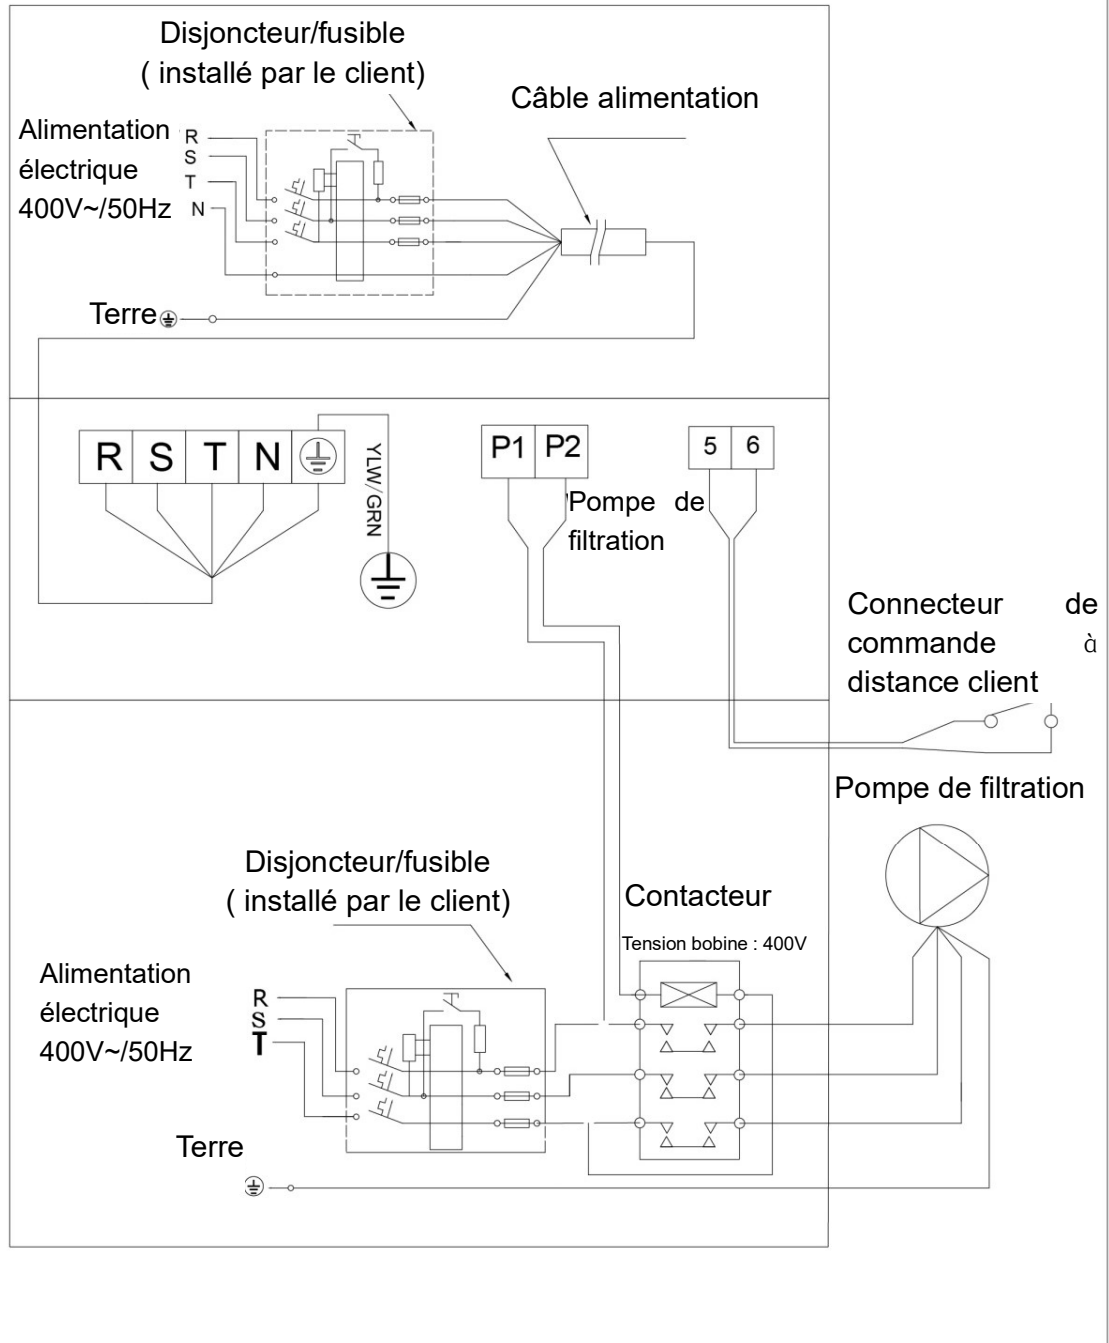 Disjoncteur/fusible
( installé par le client)
Câble alimentation
Alimentation
électrique
400V~/50Hz
R
S
T
N
Terre
R S T N
YLW/GRN
P1 P2
5 6
Pompe de
filtration
Connecteur de
commande à
distance client
Pompe de filtration
Disjoncteur/fusible
( installé par le client)
Contacteur
Tension bobine : 400V
Alimentation
électrique
400V~/50Hz
R
S
T
Terre